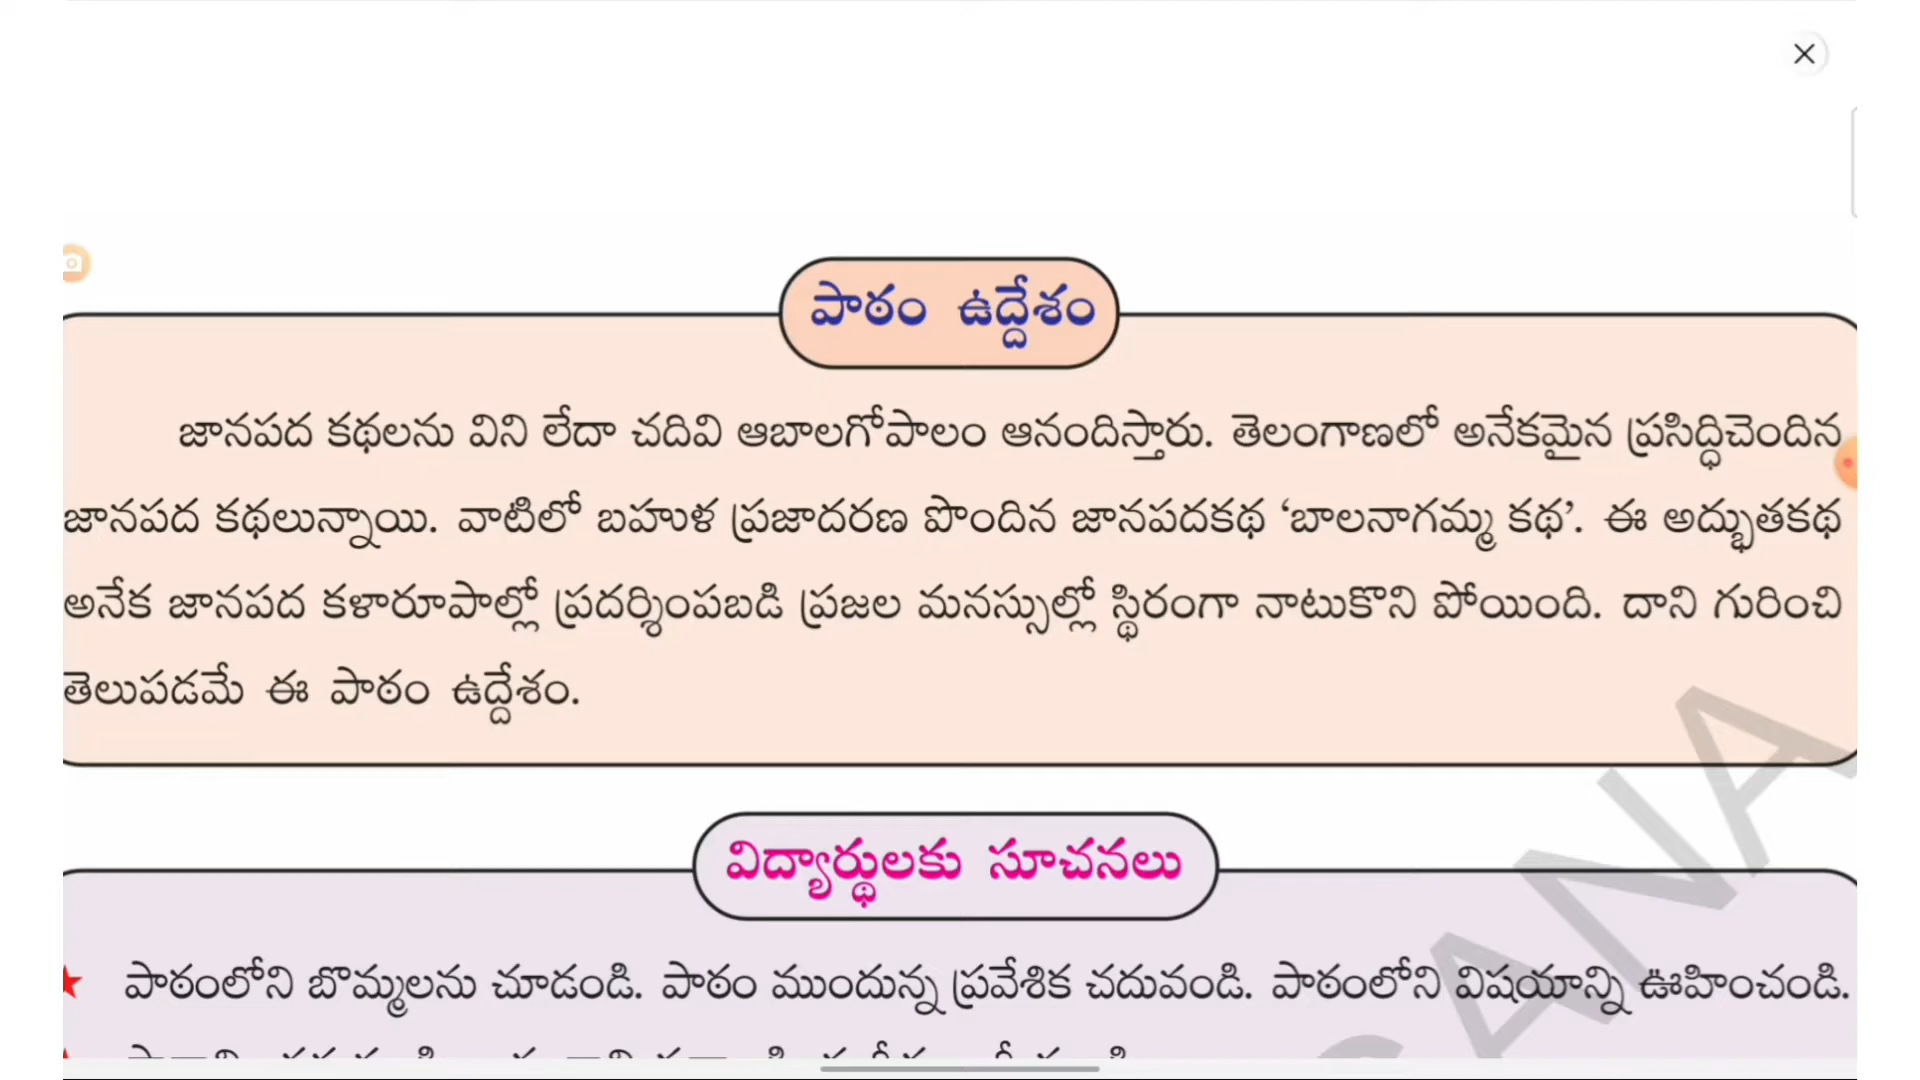 పాఠం ఉద్దేశం
జానపద కథలను విని లేదా చదివి ఆబాలగోపాలం ఆనందిస్తారు. తెలంగాణలో అనేకమైన ప్రసిద్ధిచెందిన
జానపద కథలున్నాయి. వాటిలో బహుళ ప్రజాదరణ పొందిన జానపదకథ ‘బాలనాగమ్మ కథ’. ఈ అద్భుతకథ
అనేక జానపద కళారూపాల్లో ప్రదర్శింపబడి ప్రజల మనస్సుల్లో స్థిరంగా నాటుకొని పోయింది. దాని గురించి
తెలుపడమే ఈ పాఠం ఉద్దేశం.
విద్యార్థులకు సూచనలు
పాఠంలోని బొమ్మలను చూడండి. పాఠం ముందున్న ప్రవేశిక చదువండి. పాఠంలోని విషయాన్ని ఊహించండి.